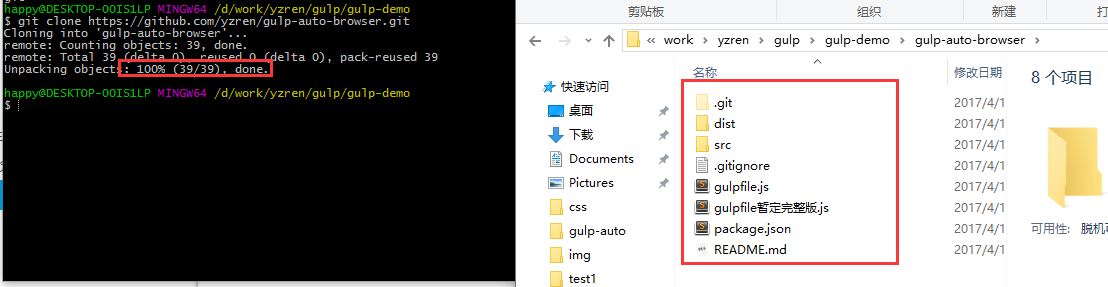 happy@DESKTOP-OOIS1LP MINGW64 /d/work/yzren/gulp/gulp-demo
$ git clone https://github.com/yzren/gulp-auto-browser.git
Cloning into 'gulp-auto-browser'...
remote: Counting objects: 39, done.
remote: Total 39 (delta 0), reused 0 (delta 0), pack-reused 39
Unpacking objects: 100% (39/39), done.
happy@DESKTOP-OOIS1LP MINGW64 /d/work/yzren/gulp/gulp-demo
$
剪贴板 组织 新建
« work › yzren › gulp › gulp-demo › gulp-auto-browser ›
名称 修改日期
快速访问
桌面
下载
Documents
Pictures
css
gulp-auto
img
test1
.git 2017/4/1
dist 2017/4/1
src 2017/4/1
.gitignore 2017/4/1
gulpfile.js 2017/4/1
gulpfile暂定完整版.js 2017/4/1
package.json 2017/4/1
README.md 2017/4/1
8 个项目
可用性: 脱机